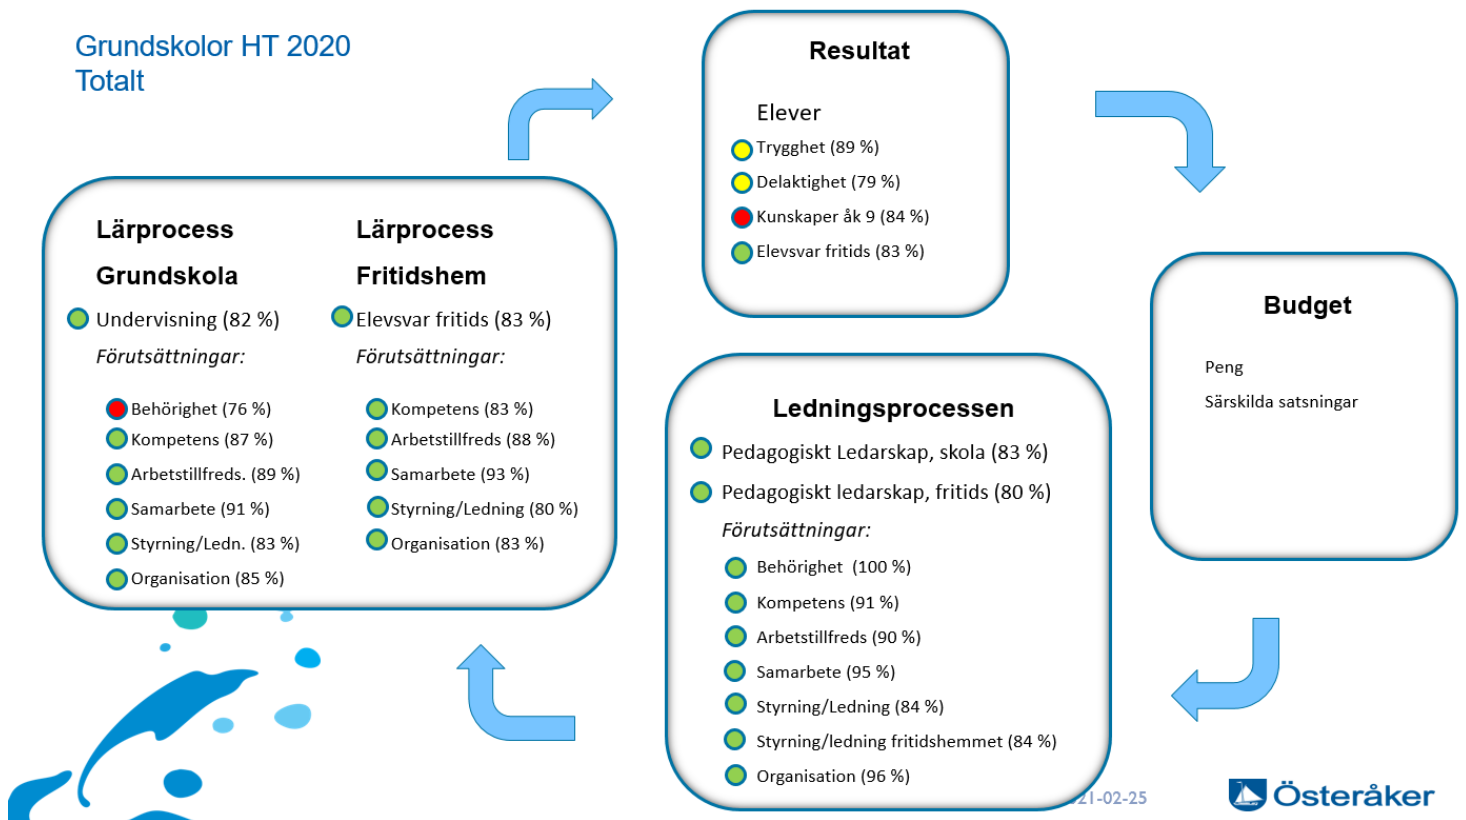 Grundskolor HT 2020
Totalt
Resultat
Elever
Trygghet (89 %)
Delaktighet (79 %)
Kunskaper åk 9 (84 %)
Elevsvar fritids (83 %)
Lärprocess
Grundskola
Undervisning (82 %)
Förutsättningar:
Behörighet (76 %)
Kompetens (87 %)
Arbetstillfreds. (89 %)
Samarbete (91 %)
Styrning/Ledn. (83 %)
Organisation (85 %)
Lärprocess
Fritidshem
Elevsvar fritids (83 %)
Förutsättningar:
Kompetens (83 %)
Arbetstillfreds (88 %)
Samarbete (93 %)
Styrning/Ledning (80 %)
Organisation (83 %)
Budget
Peng
Särskilda satsningar
Ledningsprocessen
Pedagogiskt Ledarskap, skola (83 %)
Pedagogiskt ledarskap, fritids (80 %)
Förutsättningar:
Behörighet (100 %)
Kompetens (91 %)
Arbetstillfreds (90 %)
Samarbete (95 %)
Styrning/Ledning (84 %)
Styrning/ledning fritidshemmet (84 %)
Organisation (96 %)
21-02-25
Österåker